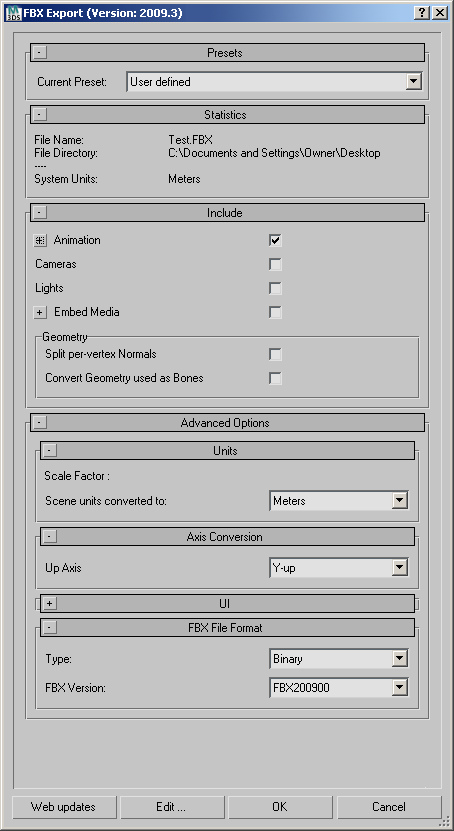 FBX Export (Version: 2009.3)
Presets
Current Preset: User defined
Statistics
File Name: Test.FBX
File Directory: C:\Documents and Settings\Owner\Desktop
----
System Units: Meters
Include
Animation
Cameras
Lights
Embed Media
Geometry
Split per-vertex Normals
Convert Geometry used as Bones
Advanced Options
Units
Scale Factor :
Scene units converted to: Meters
Axis Conversion
Up Axis Y-up
UI
FBX File Format
Type: Binary
FBX Version: FBX200900
Web updates Edit ... OK Cancel